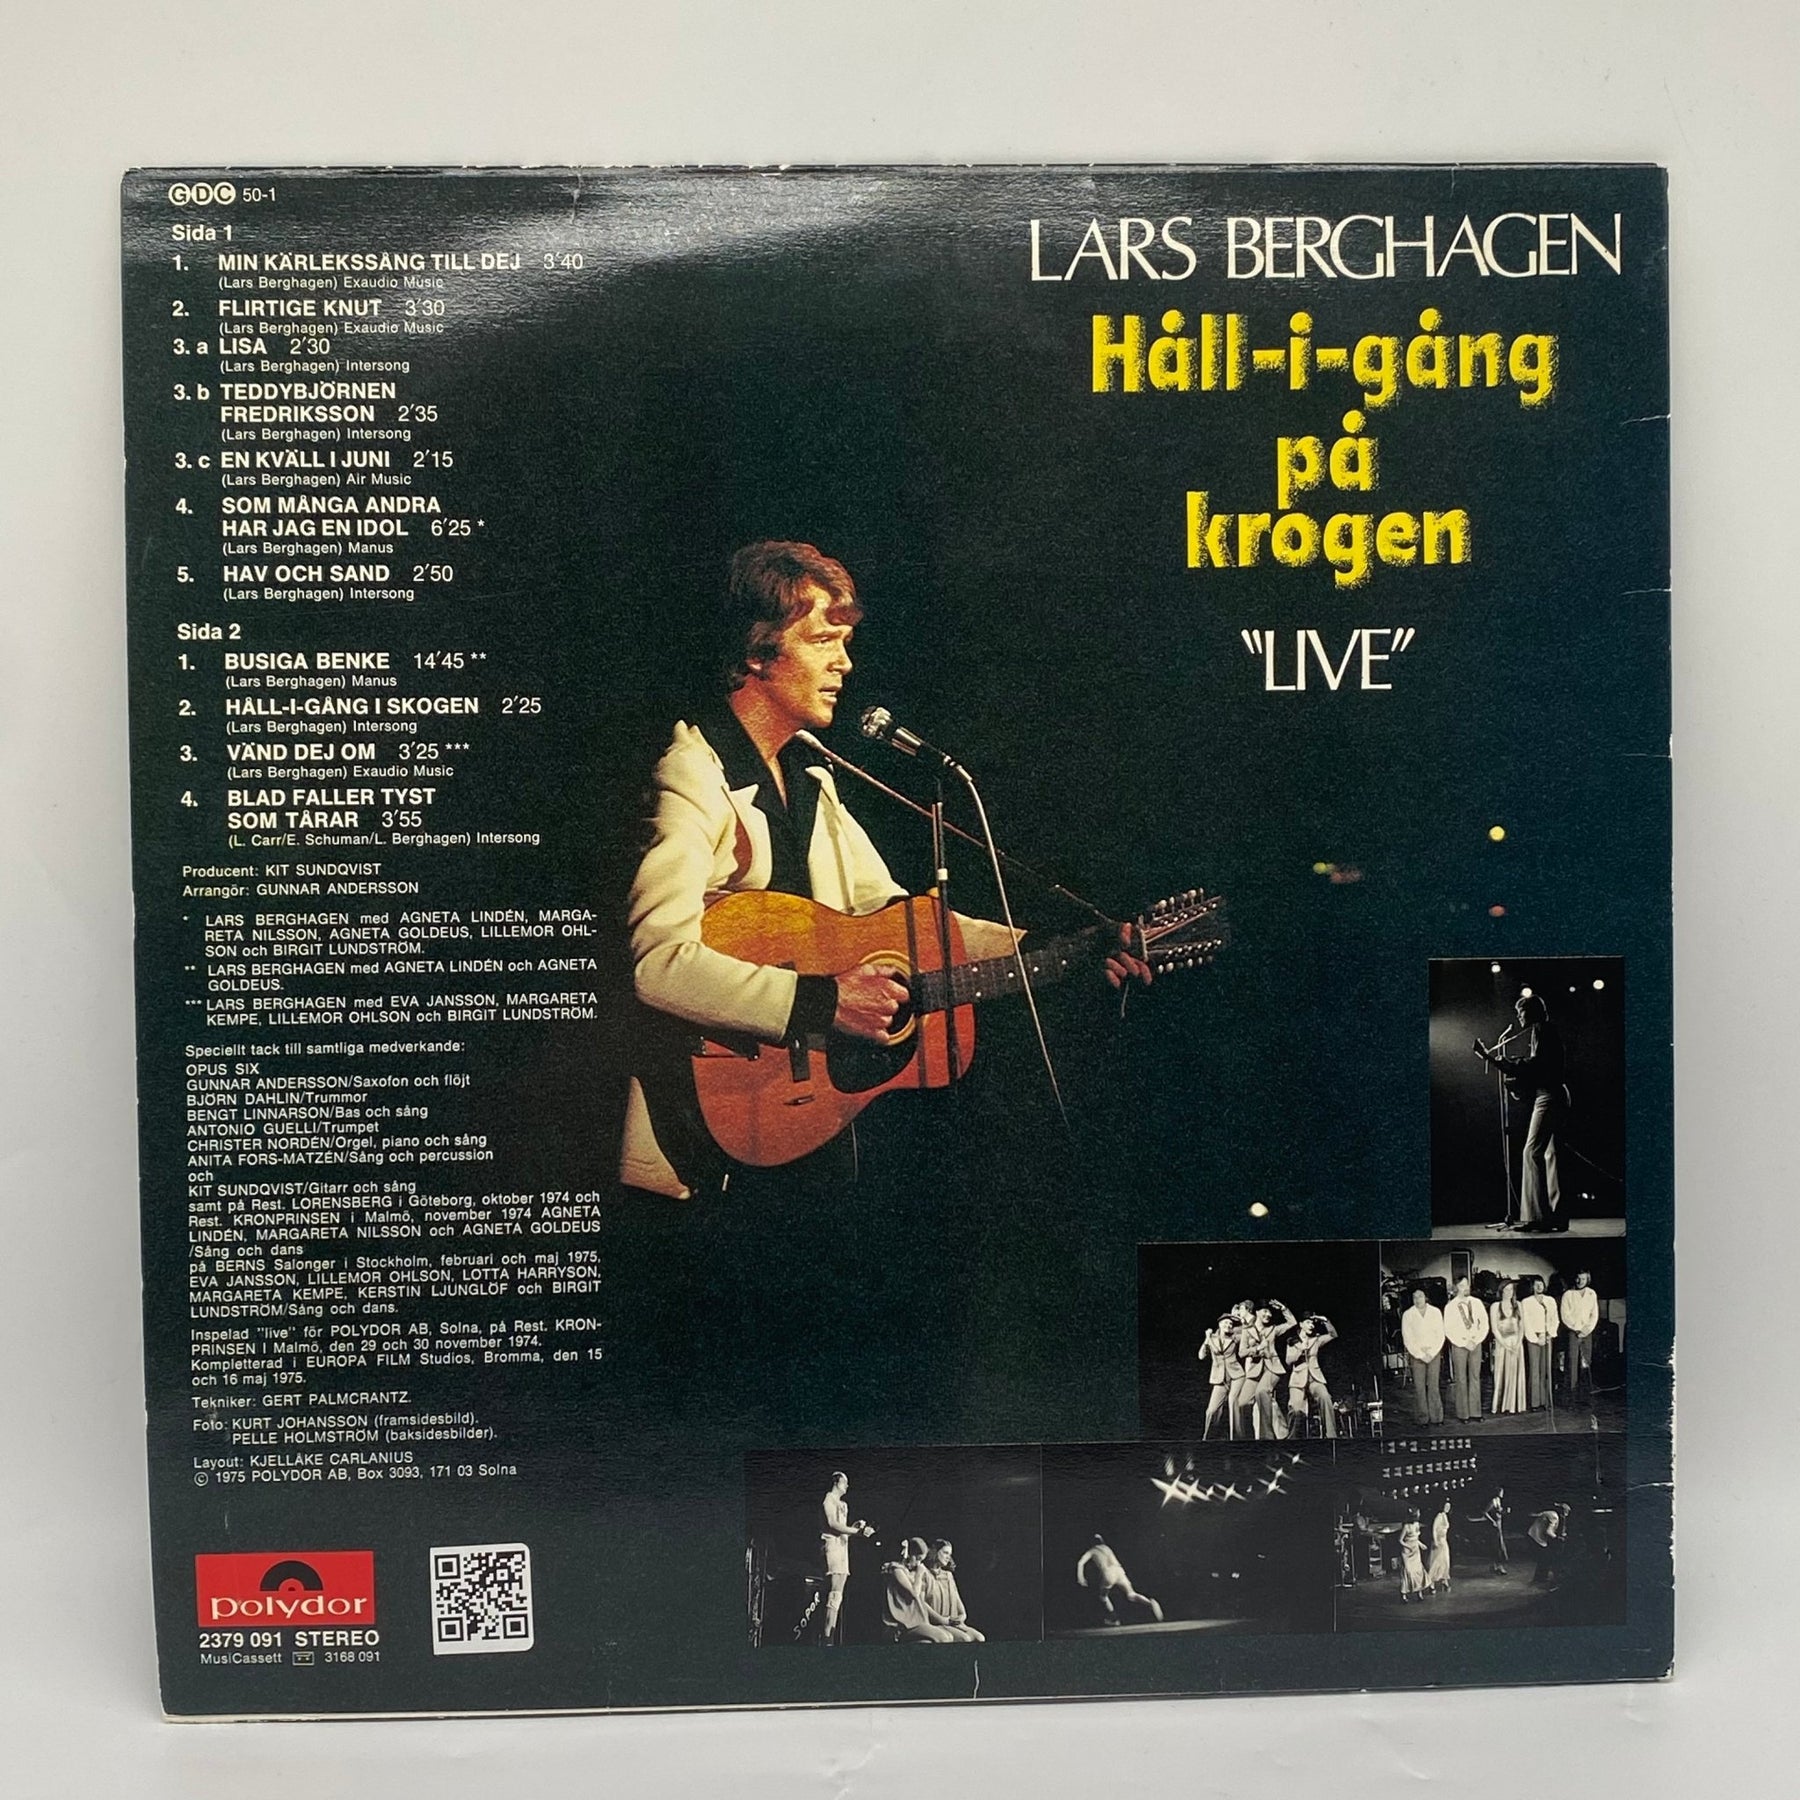 GDC 50-1
Sida 1
1. MIN KÄRLEKSSÅNG TILL DEJ 3'40
(Lars Berghagen) Exaudio Music
2. FLIRTIGE KNUT 3'30
(Lars Berghagen) Exaudio Music
3. a LISA 2'30
(Lars Berghagen) Intersong
3. b TEDDYBJÖRNEN
FREDRIKSSON 2'35
(Lars Berghagen) Intersong
3. c EN KVÄLL I JUNI 2'15
(Lars Berghagen) Air Music
4. SOM MÅNGA ANDRA
HAR JAG EN IDOL 6'25 *
(Lars Berghagen) Manus
5. HAV OCH SAND 2'50
(Lars Berghagen) Intersong
Sida 2
1. BUSIGA BENKE 14'45 **
(Lars Berghagen) Manus
2. HÅLL-I-GÅNG I SKOGEN 2'25
(Lars Berghagen) Intersong
3. VÄND DEJ OM 3'25 ***
(Lars Berghagen) Exaudio Music
4. BLAD FALLER TYST
SOM TÅRAR 3'55
(L. Carr/E. Schuman/L. Berghagen) Intersong
Producent: KIT SUNDQVIST
Arrangör: GUNNAR ANDERSSON
* LARS BERGHAGEN med AGNETA LINDÉN, MARGA-
RETA NILSSON, AGNETA GOLDEUS, LILLEMOR OHL-
SON och BIRGIT LUNDSTRÖM.
** LARS BERGHAGEN med AGNETA LINDÉN och AGNETA
GOLDEUS.
*** LARS BERGHAGEN med EVA JANSSON, MARGARETA
KEMPE, LILLEMOR OHLSON och BIRGIT LUNDSTRÖM.
Speciellt tack till samtliga medverkande:
OPUS SIX
GUNNAR ANDERSSON/Saxofon och flöjt
BJÖRN DAHLIN/Trummor
BENGT LINNARSON/Bas och sång
ANTONIO GUELLI/Trumpet
CHRISTER NORDÉN/Orgel, piano och sång
ANITA FORS-MATZÉN/Sång och percussion
och
KIT SUNDQVIST/Gitarr och sång
samt på Rest. LORENSBERG i Göteborg, oktober 1974 och
Rest. KRONPRINSEN i Malmö, november 1974 AGNETA
LINDÉN, MARGARETA NILSSON och AGNETA GOLDEUS
/Sång och dans
på BERNS Salonger i Stockholm, februari och maj 1975,
EVA JANSSON, LILLEMOR OHLSON, LOTTA HARRYSON,
MARGARETA KEMPE, KERSTIN LJUNGLÖF och BIRGIT
LUNDSTRÖM/Sång och dans.
Inspelad "live" för POLYDOR AB, Solna, på Rest. KRON-
PRINSEN I Malmö, den 29 och 30 november 1974.
Kompletterad i EUROPA FILM Studios, Bromma, den 15
och 16 maj 1975.
Tekniker: GERT PALMCRANTZ.
Foto: KURT JOHANSSON (framsidesbild).
PELLE HOLMSTRÖM (baksidesbilder).
Layout: KJELLÅKE CARLANIUS
© 1975 POLYDOR AB, Box 3093, 171 03 Solna
polydor
2379 091 STEREO
MusiCassett 3168 091
LARS BERGHAGEN
Håll-i-gång
på
krogen
"LIVE"
SOPOR